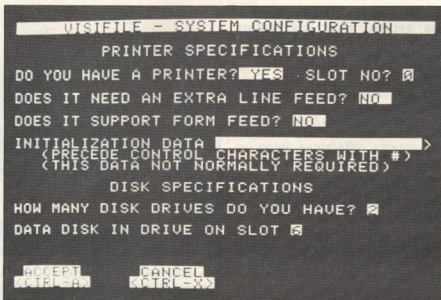 VISIFILE - SYSTEM CONFIGURATION
PRINTER SPECIFICATIONS
DO YOU HAVE A PRINTER? YES SLOT NO? 0
DOES IT NEED AN EXTRA LINE FEED? NO
DOES IT SUPPORT FORM FEED? NO
INITIALIZATION DATA >
(PRECEDE CONTROL CHARACTERS WITH #)
(THIS DATA NOT NORMALLY REQUIRED)
DISK SPECIFICATIONS
HOW MANY DISK DRIVES DO YOU HAVE? 2
DATA DISK IN DRIVE ON SLOT 6
ACCEPT CANCEL
<CTRL-A> <CTRL-X>